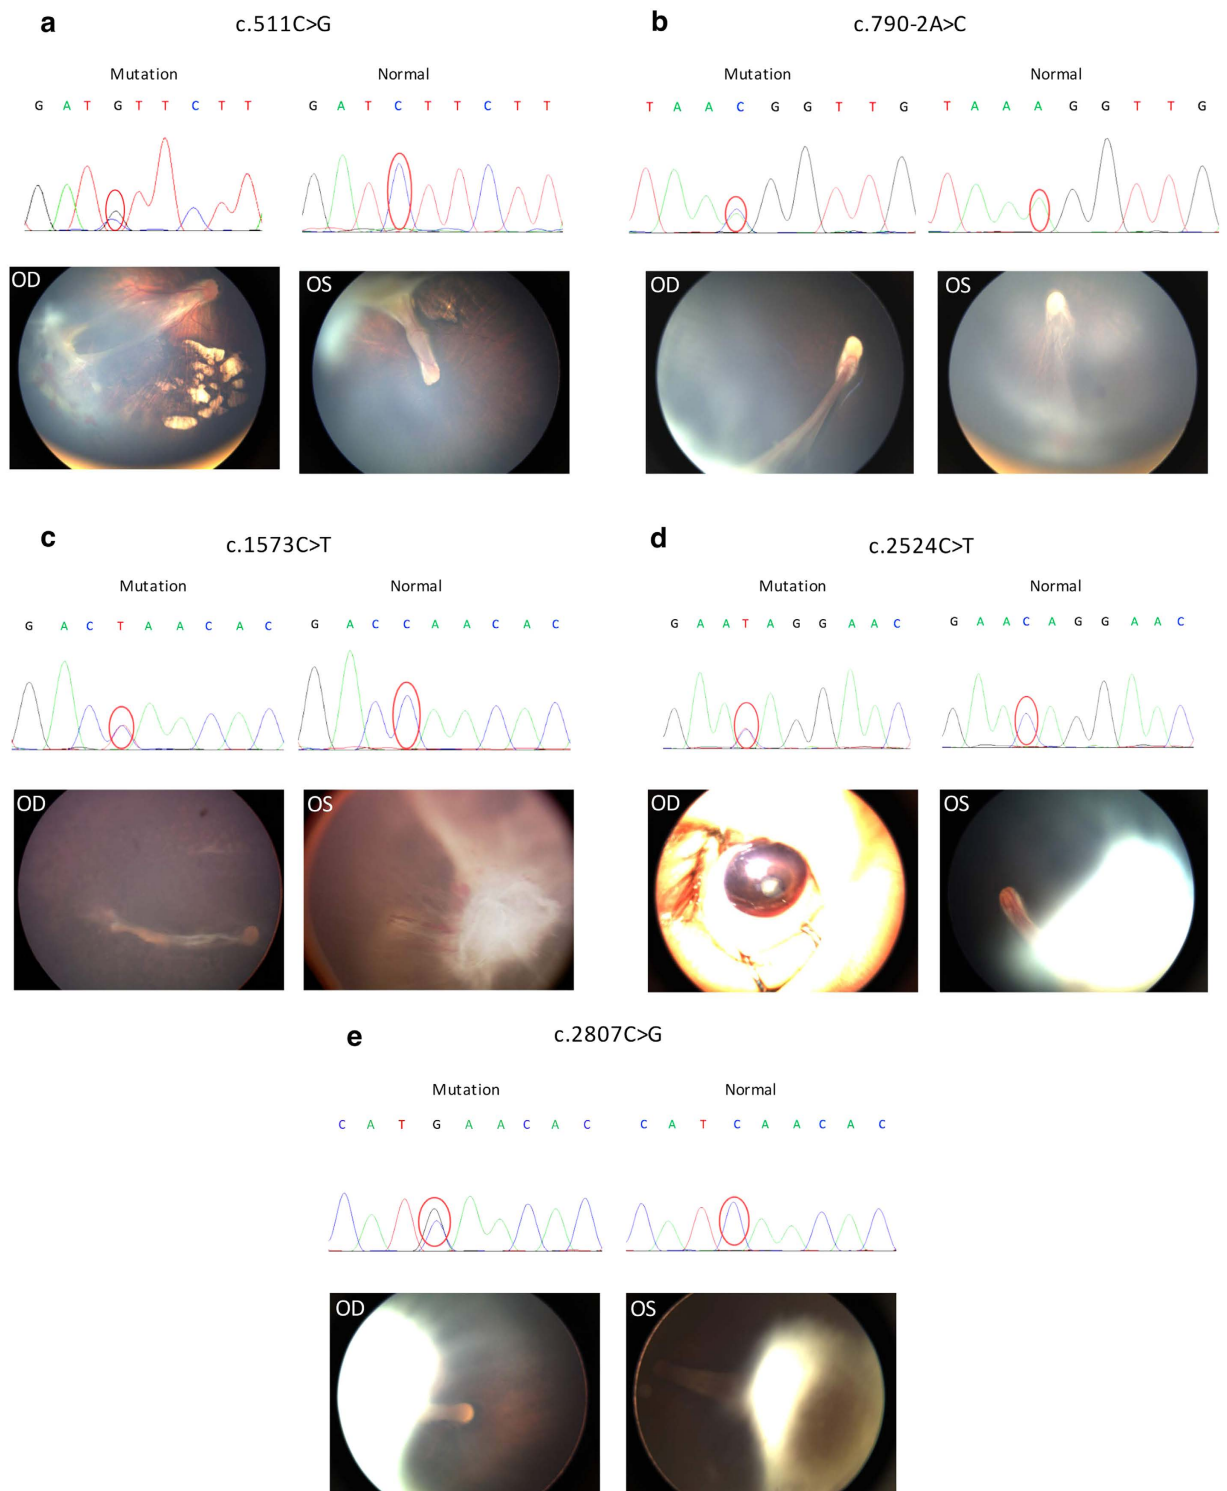 a
c.511C>G
Mutation
Normal
G A T G T T C T T
G A T C T T C T T
OD
OS
b
c.790-2A>C
Mutation
Normal
T A A C G G T T G
T A A A G G T T G
OD
OS
c
c.1573C>T
Mutation
Normal
G A C T A A C A C
G A C C A A C A C
OD
OS
d
c.2524C>T
Mutation
Normal
G A A T A G G A A C
G A A C A G G A A C
OD
OS
e
c.2807C>G
Mutation
Normal
C A T G A A C A C
C A T C A A C A C
OD
OS